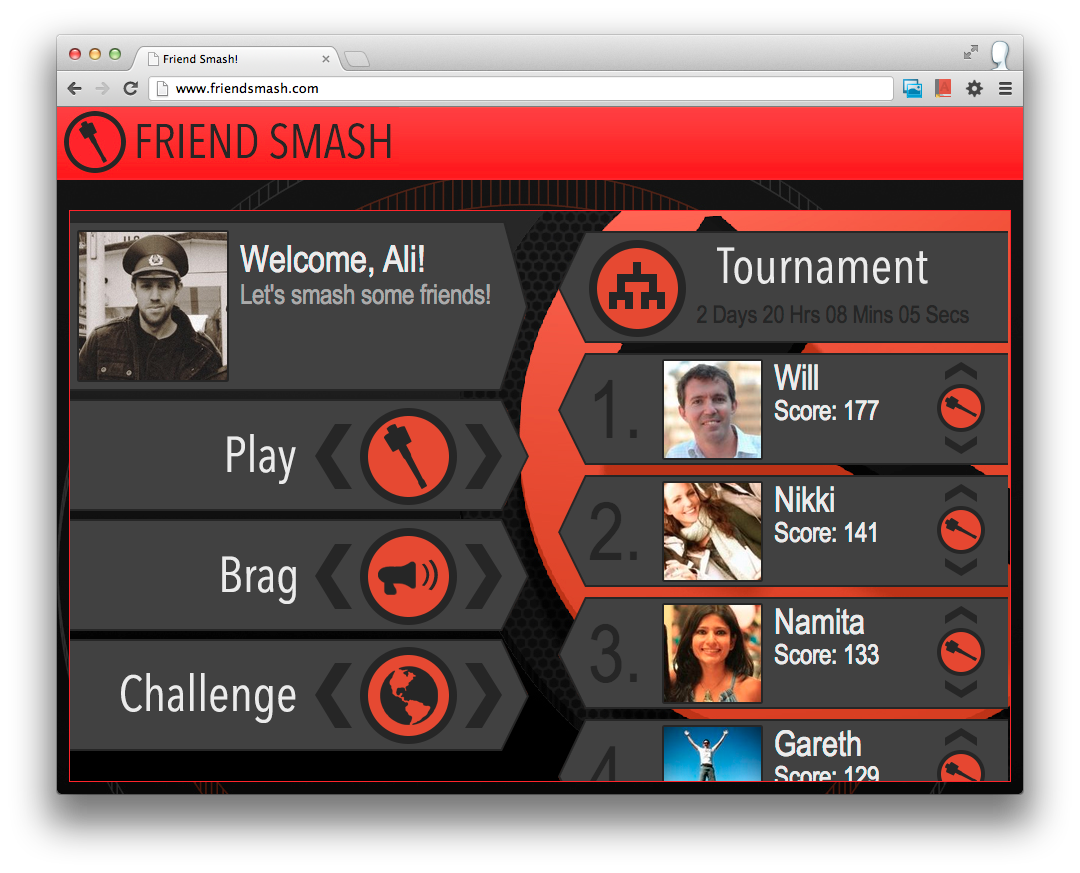 Friend Smash!
www.friendsmash.com
FRIEND SMASH
Welcome, Ali!
Let's smash some friends!
Play
Brag
Challenge
Tournament
2 Days 20 Hrs 08 Mins 05 Secs
1.
Will
Score: 177
2.
Nikki
Score: 141
3.
Namita
Score: 133
4
Gareth
Score: 129